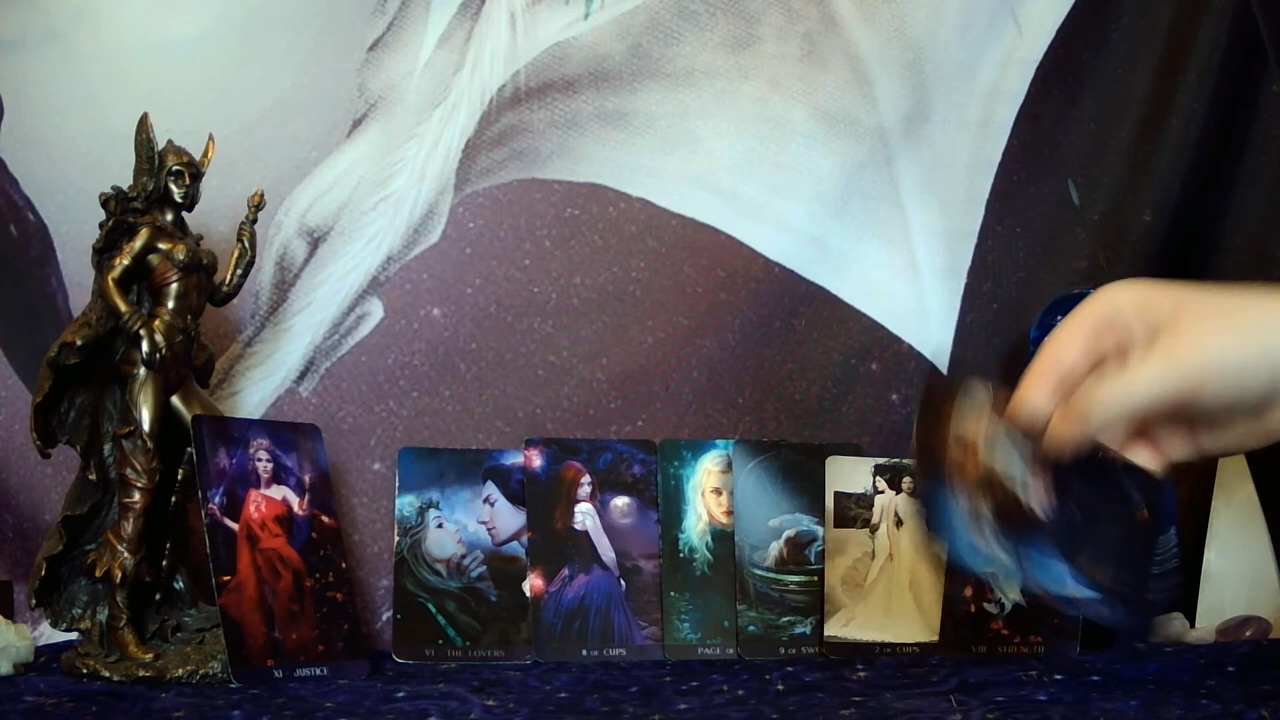 XI · JUSTICE
VI · THE LOVERS
8 OF CUPS
PAGE OF
9 OF SWO
2 OF CUPS
VIII · STRENGTH